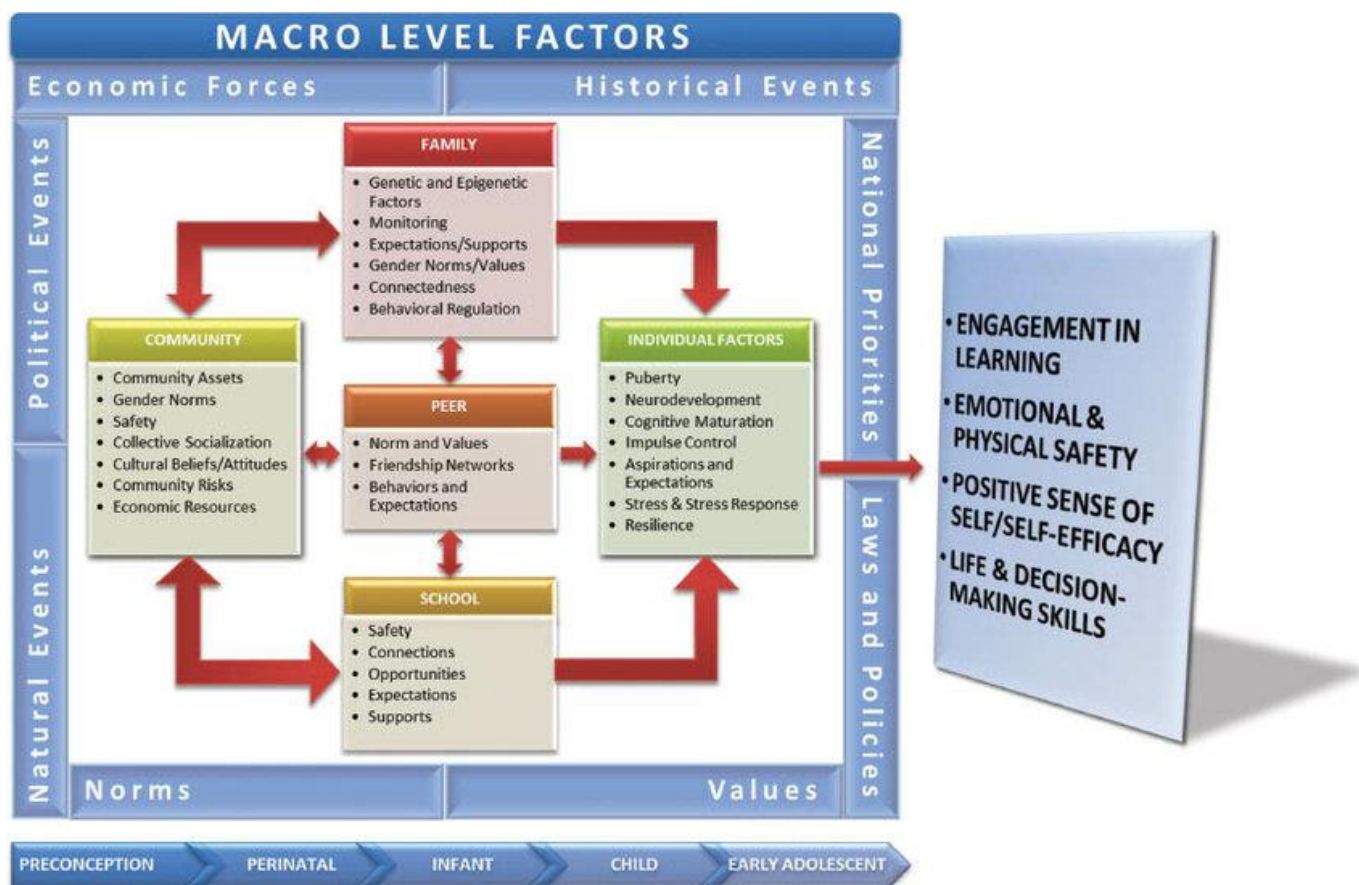 MACRO LEVEL FACTORS
Economic Forces
Historical Events
Political Events
Natural Events
FAMILY
• Genetic and Epigenetic
Factors
• Monitoring
• Expectations/Supports
• Gender Norms/Values
• Connectedness
• Behavioral Regulation
COMMUNITY
• Community Assets
• Gender Norms
• Safety
• Collective Socialization
• Cultural Beliefs/Attitudes
• Community Risks
• Economic Resources
PEER
• Norm and Values
• Friendship Networks
• Behaviors and
Expectations
INDIVIDUAL FACTORS
• Puberty
• Neurodevelopment
• Cognitive Maturation
• Impulse Control
• Aspirations and
Expectations
• Stress & Stress Response
• Resilience
SCHOOL
• Safety
• Connections
• Opportunities
• Expectations
• Supports
National Priorities
Laws and Policies
Norms
Values
• ENGAGEMENT IN
LEARNING
• EMOTIONAL &
PHYSICAL SAFETY
• POSITIVE SENSE OF
SELF/SELF-EFFICACY
• LIFE & DECISION-
MAKING SKILLS
PRECONCEPTION
PERINATAL
INFANT
CHILD
EARLY ADOLESCENT